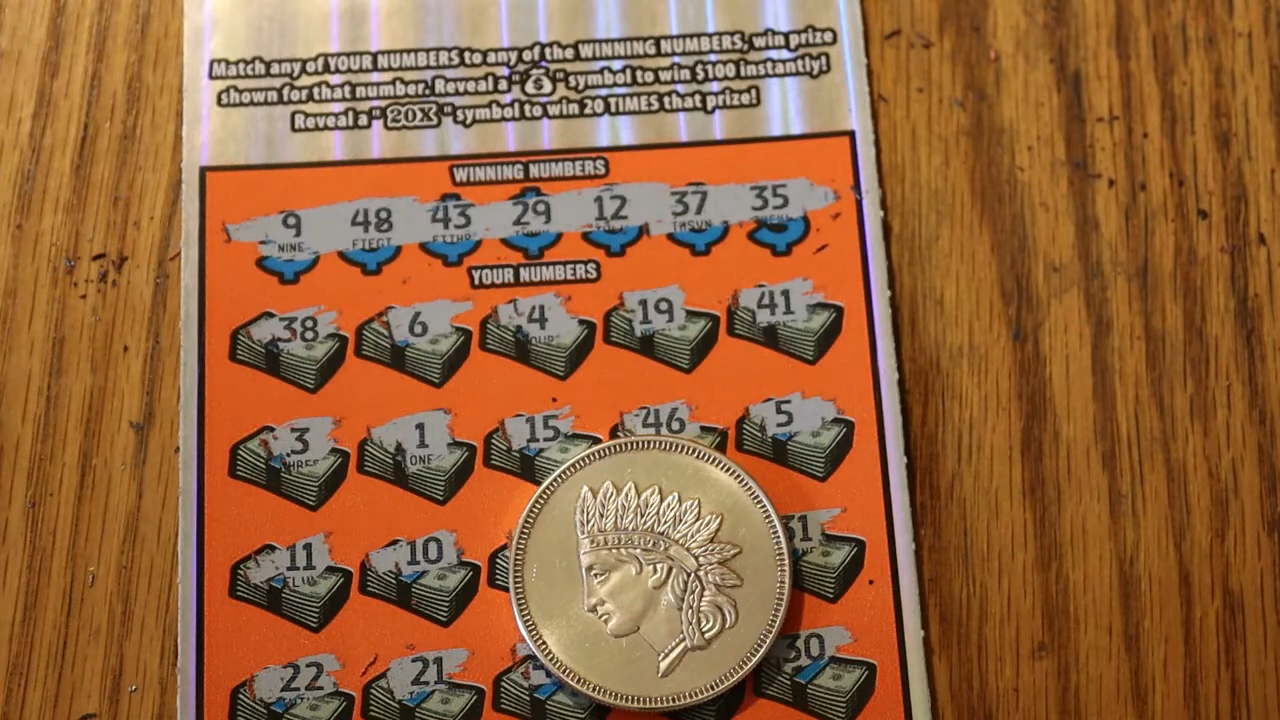 Match any of YOUR NUMBERS to any of the WINNING NUMBERS, win prize
shown for that number. Reveal a " $ " symbol to win $100 instantly!
Reveal a " 20X " symbol to win 20 TIMES that prize!
WINNING NUMBERS
9 48 43 29 12 37 35
NINE FTEGT FTTHR THSVN
YOUR NUMBERS
38 6 4 19 41
3 1 15 46 5
ONE
11 10 31
LIBERTY
22 21 30